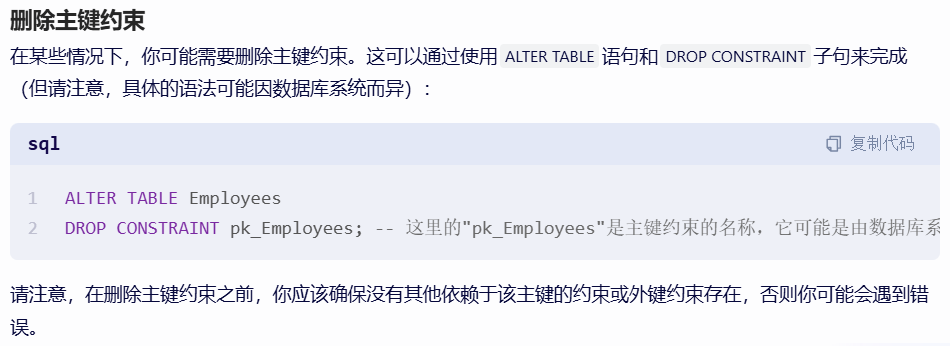 删除主键约束
在某些情况下，你可能需要删除主键约束。这可以通过使用 ALTER TABLE 语句和 DROP CONSTRAINT 子句来完成
（但请注意，具体的语法可能因数据库系统而异）：
sql 复制代码
1 ALTER TABLE Employees
2 DROP CONSTRAINT pk_Employees; -- 这里的"pk_Employees"是主键约束的名称，它可能是由数据库系
请注意，在删除主键约束之前，你应该确保没有其他依赖于该主键的约束或外键约束存在，否则你可能会遇到错
误。